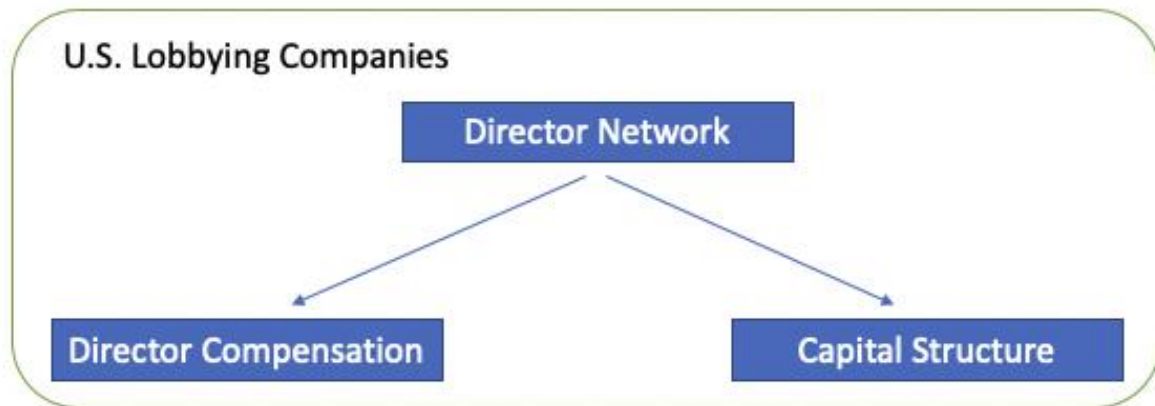 U.S. Lobbying Companies
Director Network
Director Compensation
Capital Structure